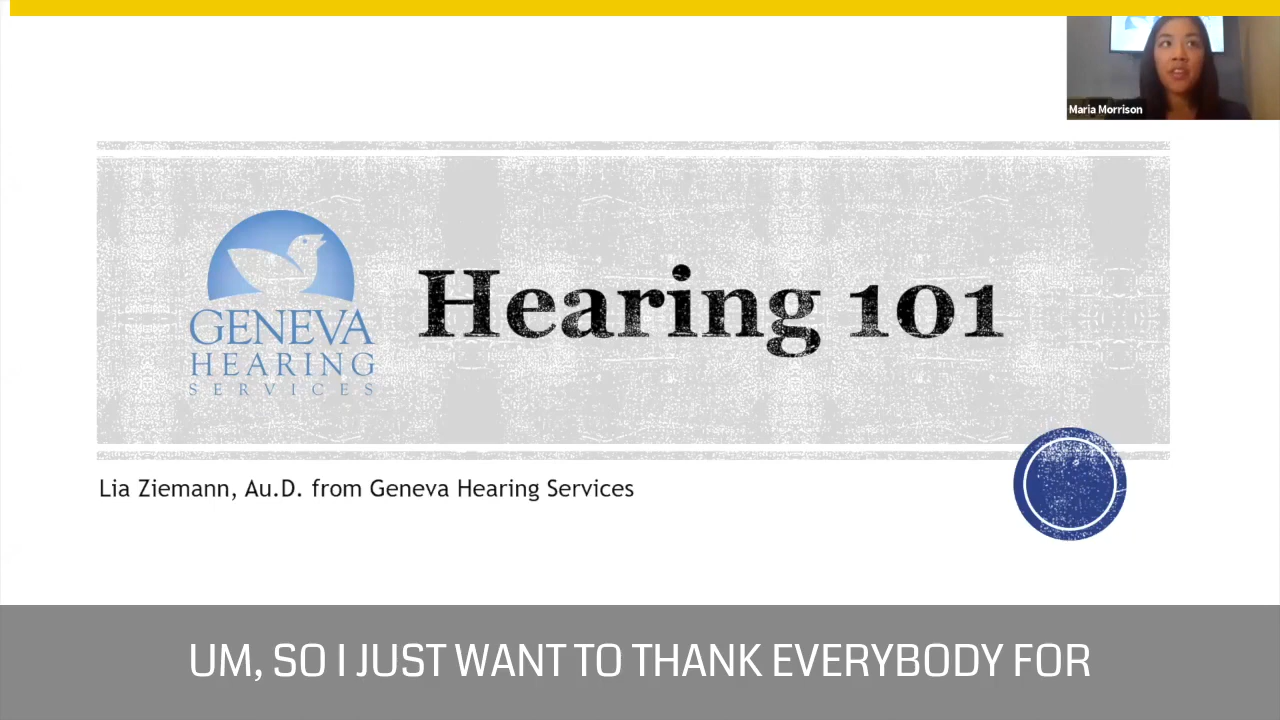 Maria Morrison
GENEVA
HEARING
SERVICES
Hearing 101
Lia Ziemann, Au.D. from Geneva Hearing Services
UM, SO I JUST WANT TO THANK EVERYBODY FOR